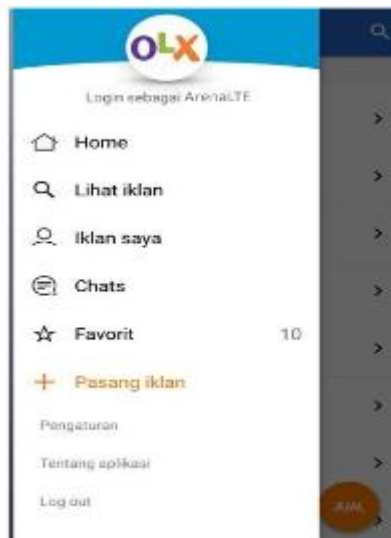 OLX
Login sebagai ArenaLTE
Home
Lihat iklan
Iklan saya
Chats
Favorit 10
Pasang iklan
Pengaturan
Tentang aplikasi
Log out
JUAL